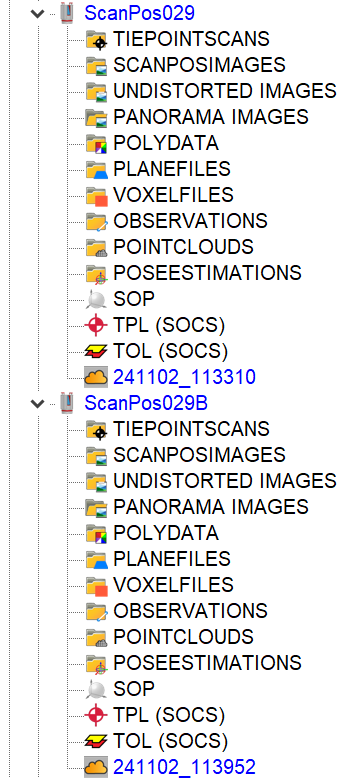 ScanPos029
TIEPOINTSCANS
SCANPOSIMAGES
UNDISTORTED IMAGES
PANORAMA IMAGES
POLYDATA
PLANEFILES
VOXELFILES
OBSERVATIONS
POINTCLOUDS
POSEESTIMATIONS
SOP
TPL (SOCS)
TOL (SOCS)
241102_113310
ScanPos029B
TIEPOINTSCANS
SCANPOSIMAGES
UNDISTORTED IMAGES
PANORAMA IMAGES
POLYDATA
PLANEFILES
VOXELFILES
OBSERVATIONS
POINTCLOUDS
POSEESTIMATIONS
SOP
TPL (SOCS)
TOL (SOCS)
241102_113952